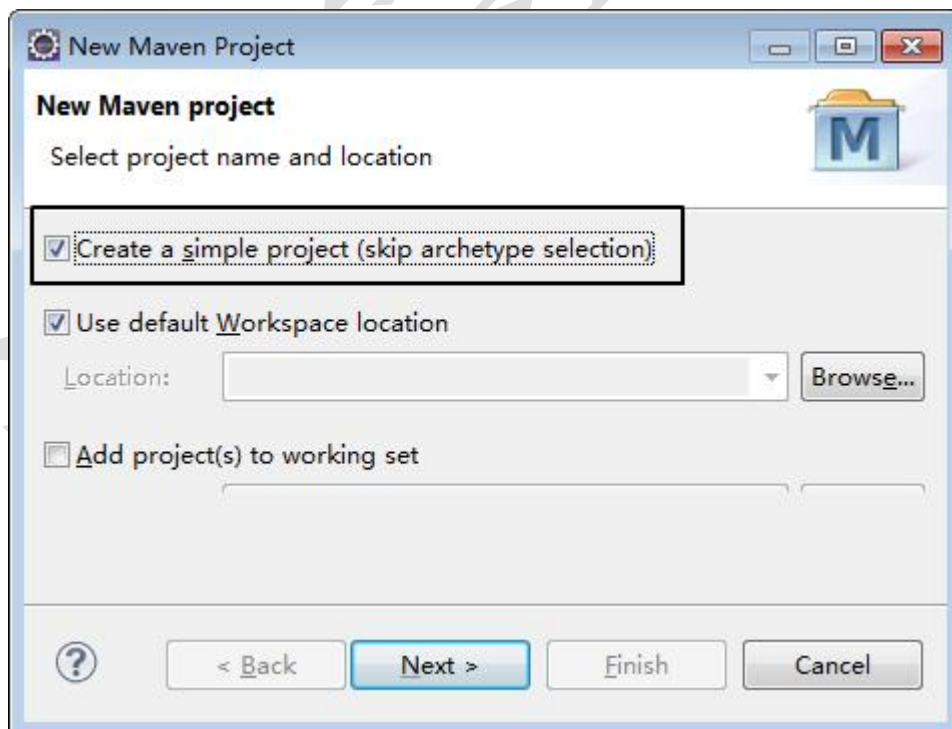 New Maven Project
New Maven project
Select project name and location
M
Create a simple project (skip archetype selection)
Use default Workspace location
Location:
Browse...
Add project(s) to working set
?
< Back
Next >
Finish
Cancel